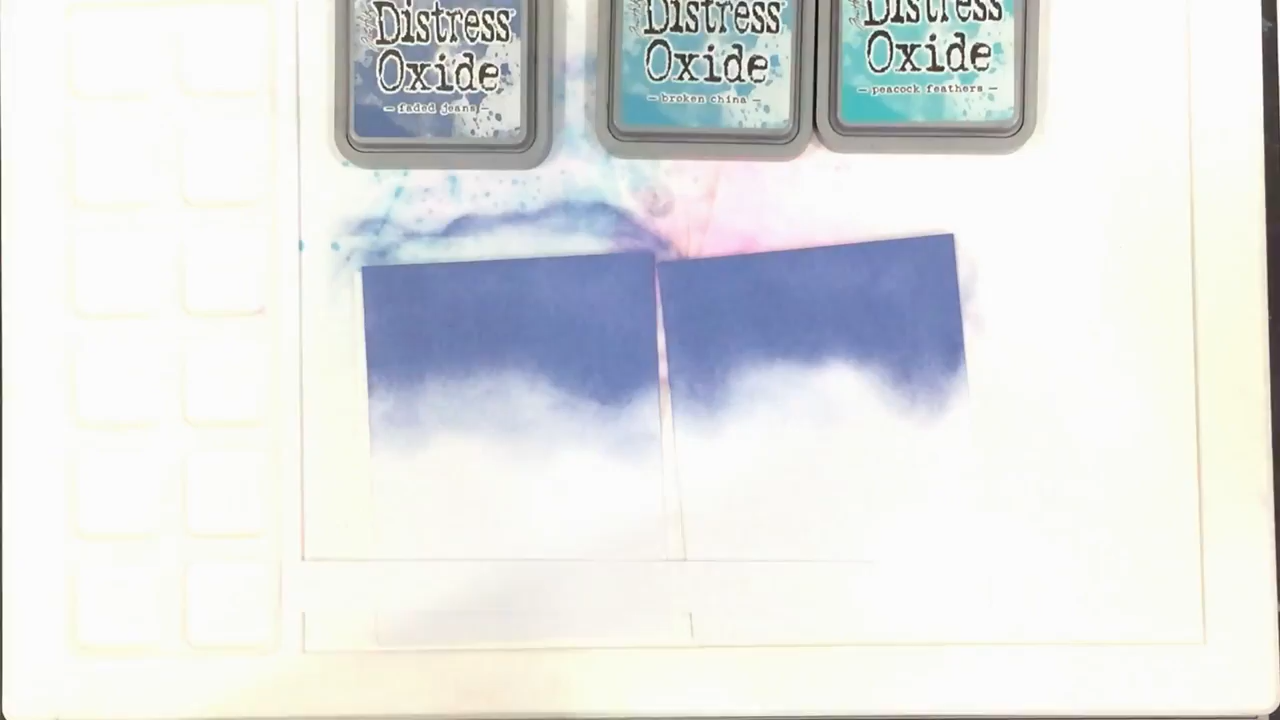 Distress
Oxide
– faded jeans –
Distress
Oxide
– broken china –
Distress
Oxide
– peacock feathers –